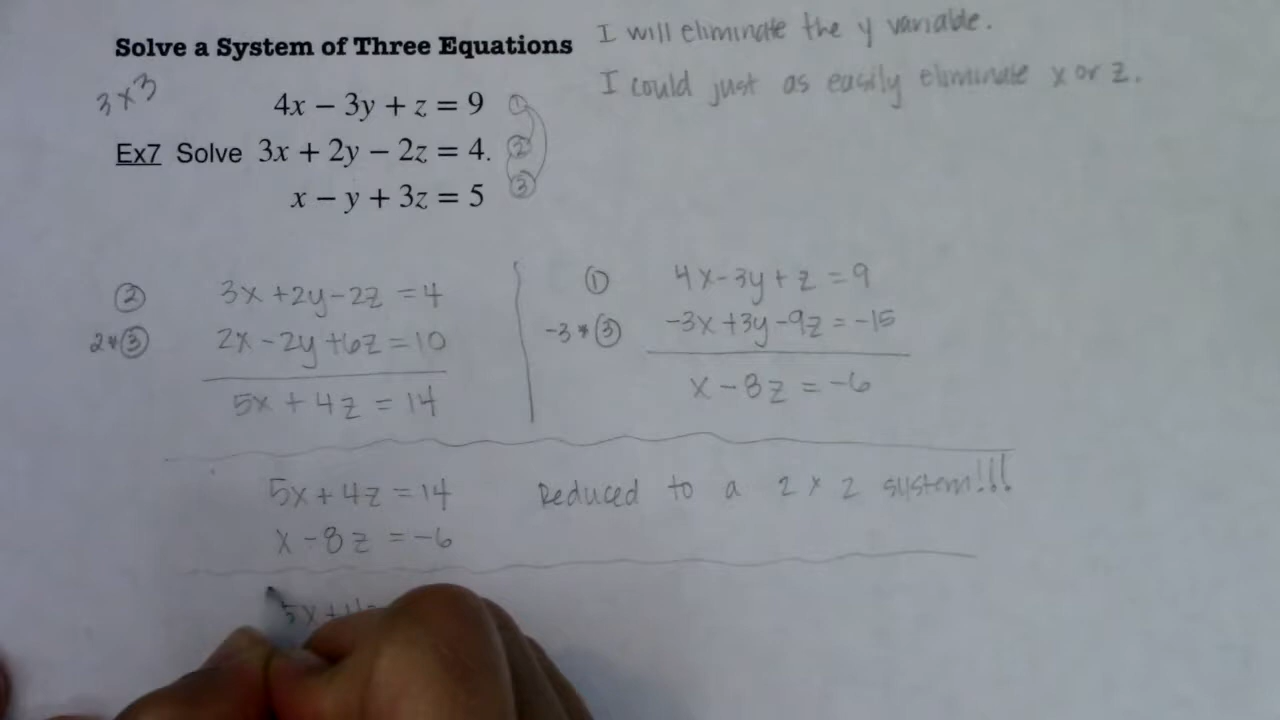 Solve a System of Three Equations
I will eliminate the y variable.
I could just as easily eliminate x or z.
3x3
4x − 3y + z = 9 ①
Ex7 Solve 3x + 2y − 2z = 4. ②
x − y + 3z = 5 ③
② 3x+2y-2z = 4
2*③ 2x-2y+6z = 10
5x + 4z = 14
① 4x-3y+z = 9
-3*③ -3x+3y-9z = -15
x - 8z = -6
5x+4z = 14 Reduced to a 2 x 2 system!!!
x - 8z = -6
5x+4z